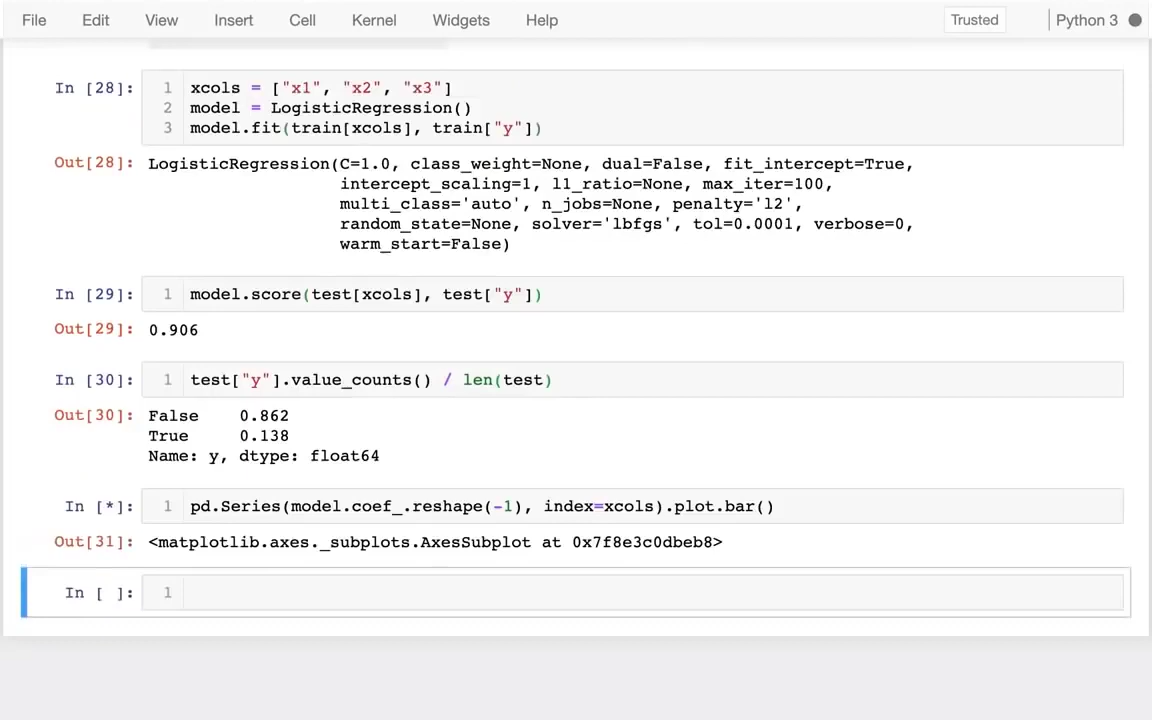 File Edit View Insert Cell Kernel Widgets Help Trusted Python 3
In [28]: 1 xcols = ["x1", "x2", "x3"]
2 model = LogisticRegression()
3 model.fit(train[xcols], train["y"])
Out[28]: LogisticRegression(C=1.0, class_weight=None, dual=False, fit_intercept=True,
intercept_scaling=1, l1_ratio=None, max_iter=100,
multi_class='auto', n_jobs=None, penalty='l2',
random_state=None, solver='lbfgs', tol=0.0001, verbose=0,
warm_start=False)
In [29]: 1 model.score(test[xcols], test["y"])
Out[29]: 0.906
In [30]: 1 test["y"].value_counts() / len(test)
Out[30]: False 0.862
True 0.138
Name: y, dtype: float64
In [*]: 1 pd.Series(model.coef_.reshape(-1), index=xcols).plot.bar()
Out[31]: <matplotlib.axes._subplots.AxesSubplot at 0x7f8e3c0dbeb8>
In [ ]: 1